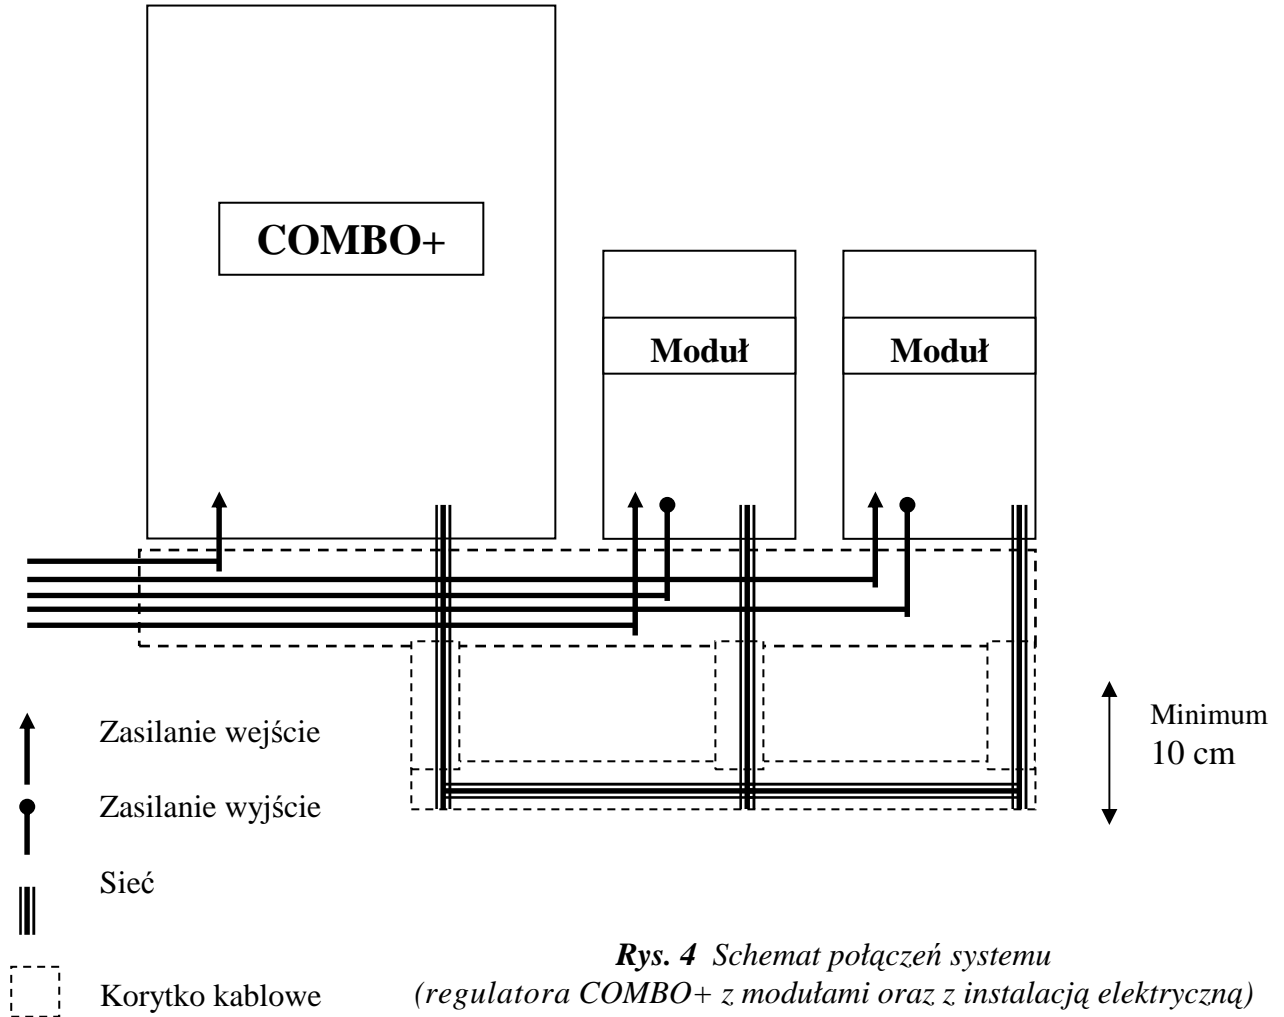 COMBO+
Moduł
Moduł
Zasilanie wejście
Zasilanie wyjście
Sieć
Korytko kablowe
Minimum
10 cm
Rys. 4 Schemat połączeń systemu
(regulatora COMBO+ z modułami oraz z instalacją elektryczną)